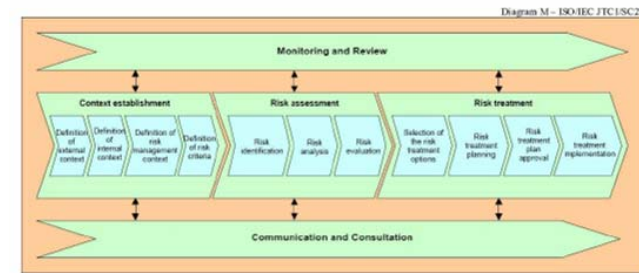 Diagram M – ISO/IEC JTC1/SC2
Monitoring and Review
Context establishment
Definition
of
external
context
Definition
of
internal
context
Definition of
risk
management
context
Definition
of risk
criteria
Risk assessment
Risk
identification
Risk
analysis
Risk
evaluation
Risk treatment
Selection of
the risk
treatment
options
Risk
treatment
planning
Risk
treatment
plan
approval
Risk
treatment
implementation
Communication and Consultation